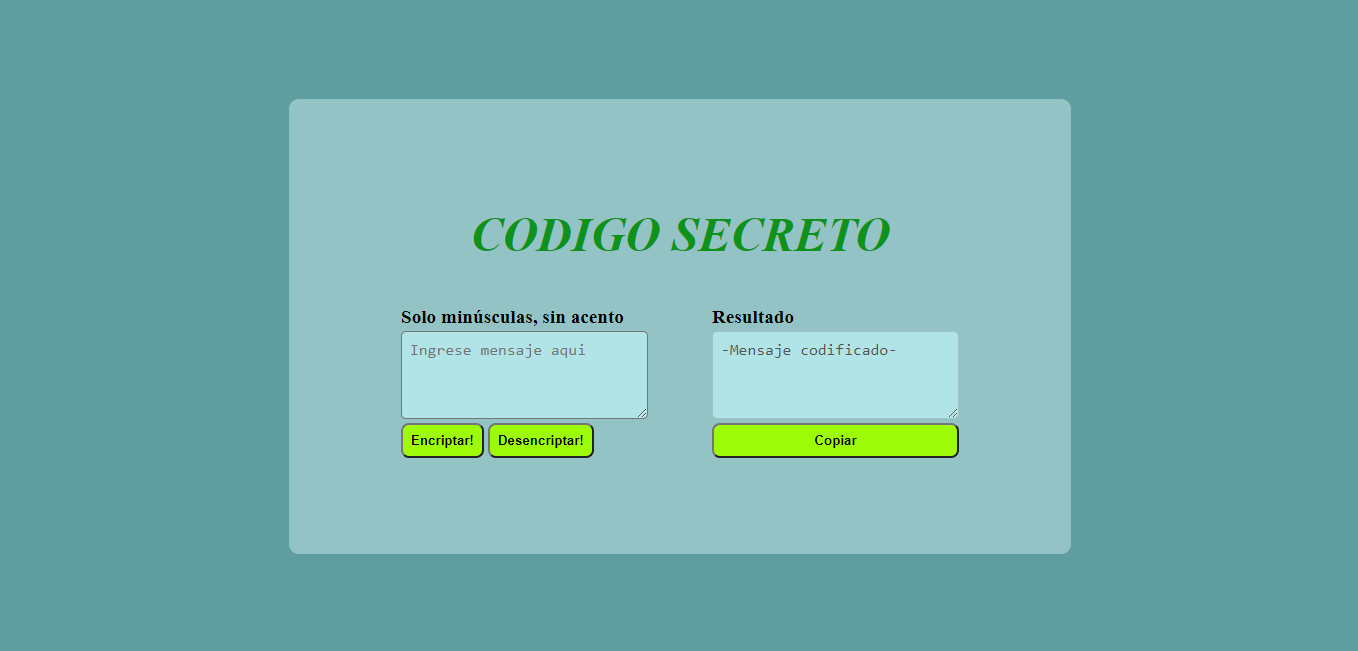 CODIGO SECRETO
Solo minúsculas, sin acento
Ingrese mensaje aqui
Encriptar! Desencriptar!
Resultado
-Mensaje codificado-
Copiar